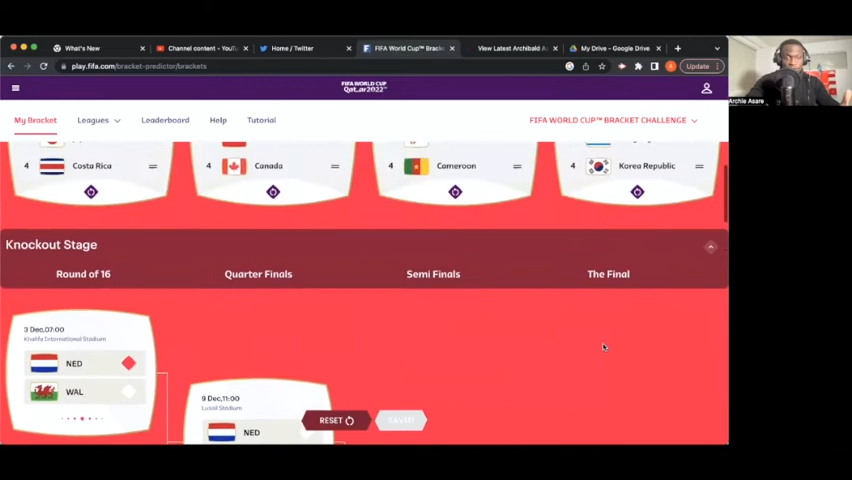 What's New
Channel content - YouTu
Home / Twitter
FIFA World Cup™ Brack
View Latest Archibald As
My Drive - Google Drive
play.fifa.com/bracket-predictor/brackets
Update
FIFA WORLD CUP
Qatar2022™
Archie Asare
My Bracket
Leagues
Leaderboard
Help
Tutorial
FIFA WORLD CUP™ BRACKET CHALLENGE
4 Costa Rica
4 Canada
4 Cameroon
4 Korea Republic
Knockout Stage
Round of 16
Quarter Finals
Semi Finals
The Final
3 Dec,07:00
Khalifa International Stadium
NED
WAL
9 Dec,11:00
Lusail Stadium
NED
RESET
SAVED